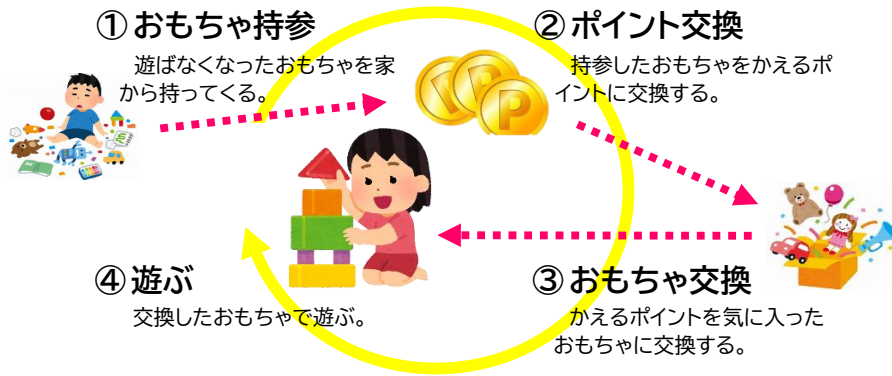 ① おもちゃ持参
遊ばなくなったおもちゃを家
から持ってくる。
② ポイント交換
持参したおもちゃをかえるポ
イントに交換する。
P
P
P
③ おもちゃ交換
かえるポイントを気に入った
おもちゃに交換する。
④ 遊ぶ
交換したおもちゃで遊ぶ。